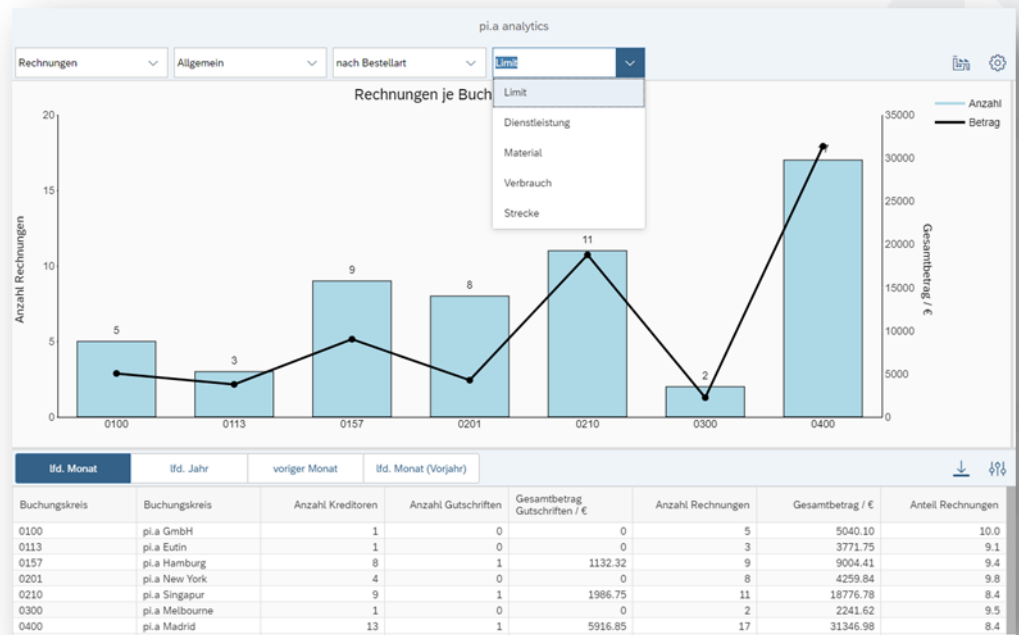 pi.a analytics
Rechnungen Allgemein nach Bestellart Limit
Limit
Dienstleistung
Material
Verbrauch
Strecke
Rechnungen je Buch
Anzahl
Betrag
Anzahl Rechnungen
20
15
10
5
0
5
3
9
8
11
2
0100 0113 0157 0201 0210 0300 0400
35000
30000
25000
20000
15000
10000
5000
0
Gesamtbetrag / €
lfd. Monat lfd. Jahr voriger Monat lfd. Monat (Vorjahr)
Buchungskreis Buchungskreis Anzahl Kreditoren Anzahl Gutschriften Gesamtbetrag Gutschriften / € Anzahl Rechnungen Gesamtbetrag / € Anteil Rechnungen
0100 pi.a GmbH 1 0 0 5 5040.10 10.0
0113 pi.a Eutin 1 0 0 3 3771.75 9.1
0157 pi.a Hamburg 8 1 1132.32 9 9004.41 9.4
0201 pi.a New York 4 0 0 8 4259.84 9.8
0210 pi.a Singapur 9 1 1986.75 11 18776.78 8.4
0300 pi.a Melbourne 1 0 0 2 2241.62 9.5
0400 pi.a Madrid 13 1 5916.85 17 31346.98 8.4